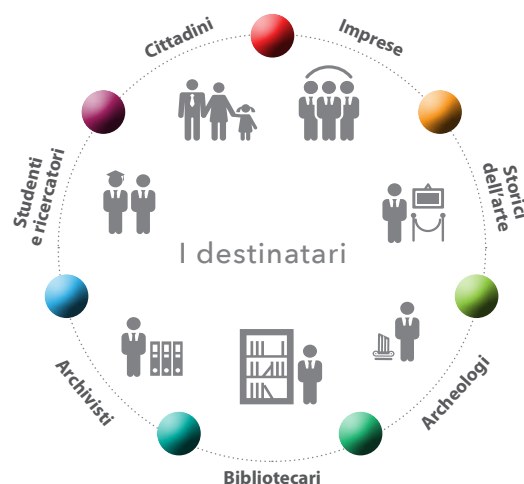 Cittadini
Imprese
Storici
dell'arte
Archeologi
Bibliotecari
Archivisti
Studenti
e ricercatori
I destinatari